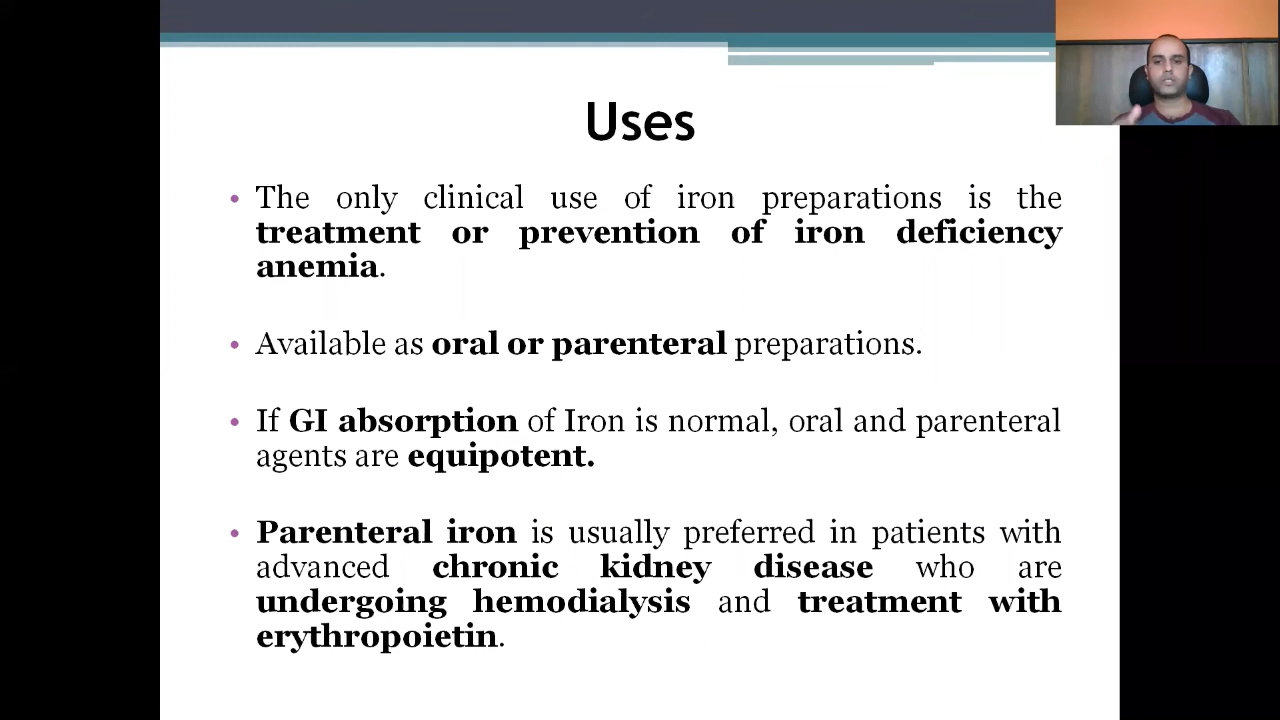 Uses
• The only clinical use of iron preparations is the
treatment or prevention of iron deficiency
anemia.
• Available as oral or parenteral preparations.
• If GI absorption of Iron is normal, oral and parenteral
agents are equipotent.
• Parenteral iron is usually preferred in patients with
advanced chronic kidney disease who are
undergoing hemodialysis and treatment with
erythropoietin.